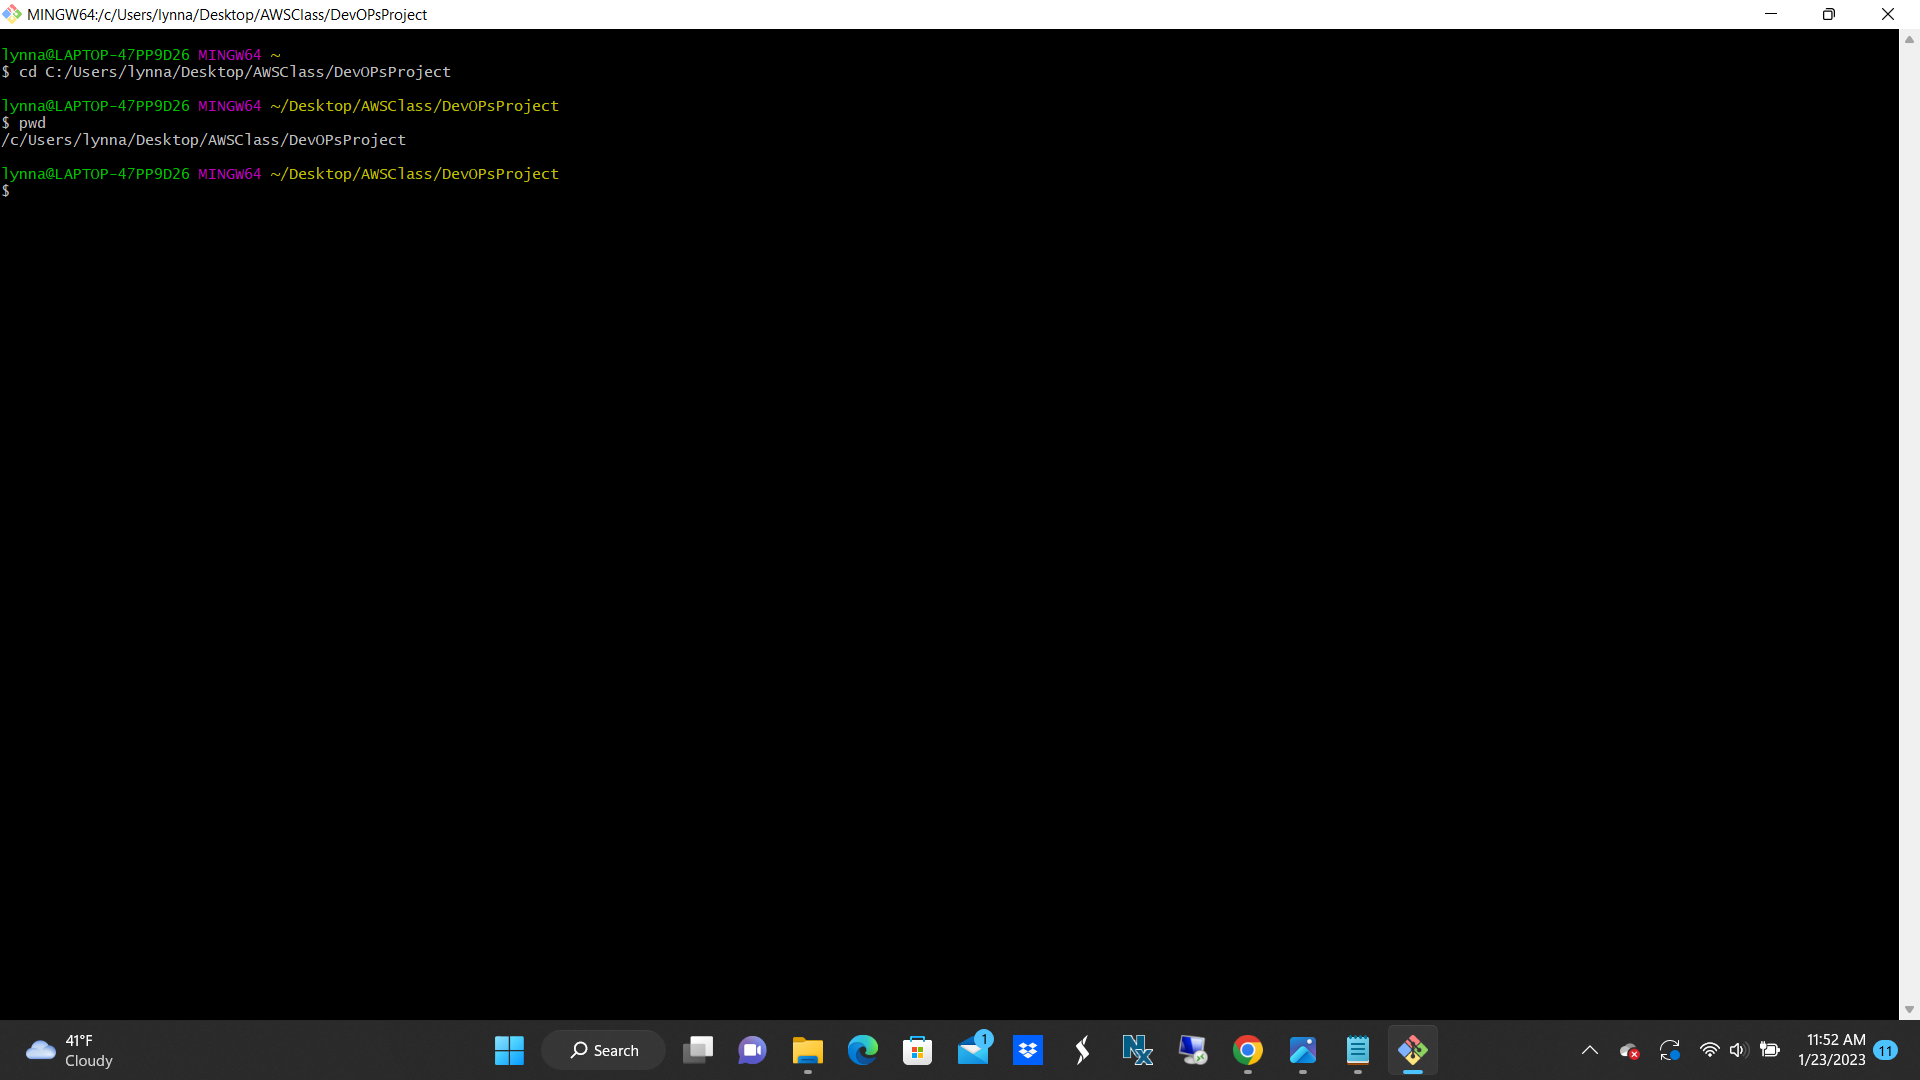 MINGW64:/c/Users/lynna/Desktop/AWSClass/DevOPsProject
lynna@LAPTOP-47PP9D26 MINGW64 ~
$ cd C:/Users/lynna/Desktop/AWSClass/DevOPsProject
lynna@LAPTOP-47PP9D26 MINGW64 ~/Desktop/AWSClass/DevOPsProject
$ pwd
/c/Users/lynna/Desktop/AWSClass/DevOPsProject
lynna@LAPTOP-47PP9D26 MINGW64 ~/Desktop/AWSClass/DevOPsProject
$
41°F
Cloudy
Search
1
Nx
11:52 AM
1/23/2023
11